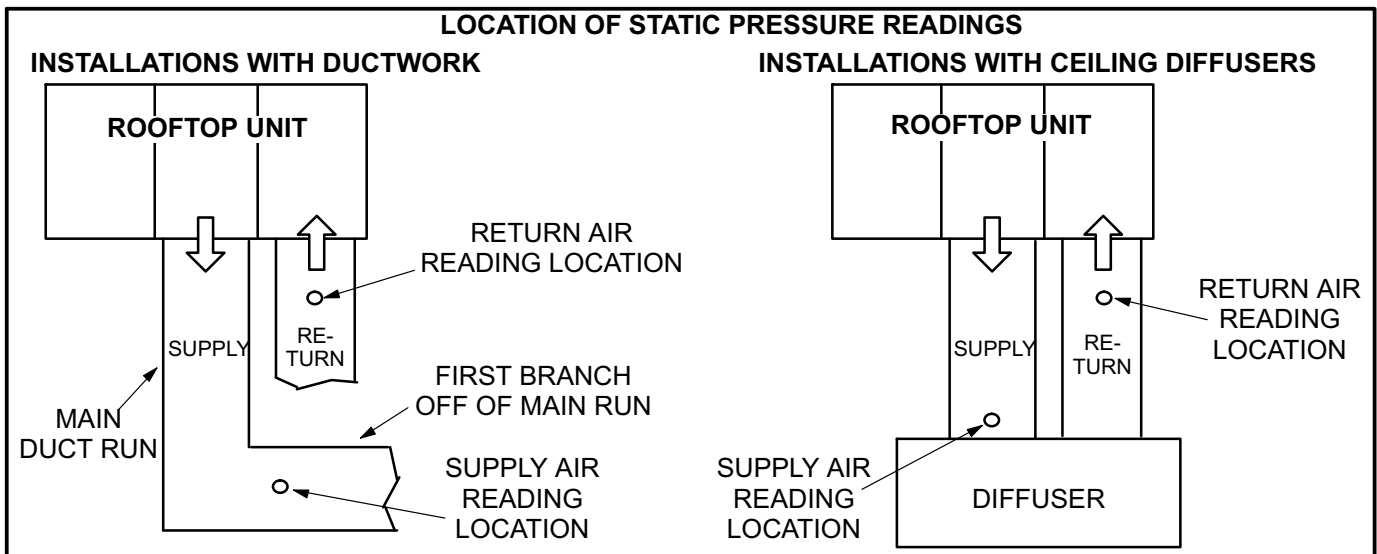 LOCATION OF STATIC PRESSURE READINGS
INSTALLATIONS WITH DUCTWORK
ROOFTOP UNIT
RETURN AIR
READING LOCATION
SUPPLY
RE-
TURN
FIRST BRANCH
OFF OF MAIN RUN
MAIN
DUCT RUN
SUPPLY AIR
READING
LOCATION
INSTALLATIONS WITH CEILING DIFFUSERS
ROOFTOP UNIT
RETURN AIR
READING
LOCATION
SUPPLY
RE-
TURN
SUPPLY AIR
READING
LOCATION
DIFFUSER